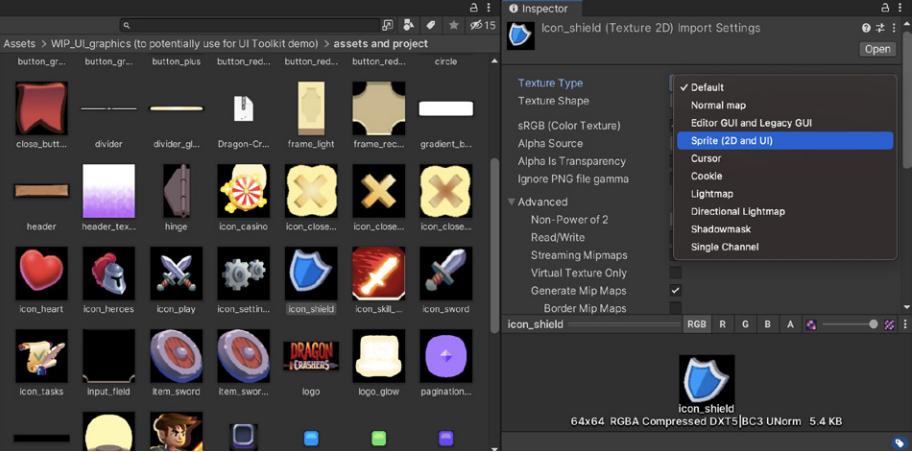 15
Assets > WIP_UI_graphics (to potentially use for UI Toolkit demo) > assets and project
button_gr... button_gr... button_plus button_red... button_red... button_red... circle
close_butt... divider divider_gl... Dragon-Cr... frame_light frame_rec... gradient_b...
header header_tex... hinge icon_casino icon_close... icon_close... icon_close...
icon_heart icon_heroes icon_play icon_settin... icon_shield icon_skill_... icon_sword
DRAGON
CRASHERS
icon_tasks input_field item_sword item_swor... logo logo_glow pagination...
Inspector
icon_shield (Texture 2D) Import Settings
Open
Texture Type
Texture Shape
sRGB (Color Texture)
Alpha Source
Alpha Is Transparency
Ignore PNG file gamma
Advanced
Non-Power of 2
Read/Write
Streaming Mipmaps
Virtual Texture Only
Generate Mip Maps
Border Mip Maps
✓ Default
Normal map
Editor GUI and Legacy GUI
Sprite (2D and UI)
Cursor
Cookie
Lightmap
Directional Lightmap
Shadowmask
Single Channel
icon_shield RGB R G B A
icon_shield
64x64 RGBA Compressed DXT5|BC3 UNorm 5.4 KB